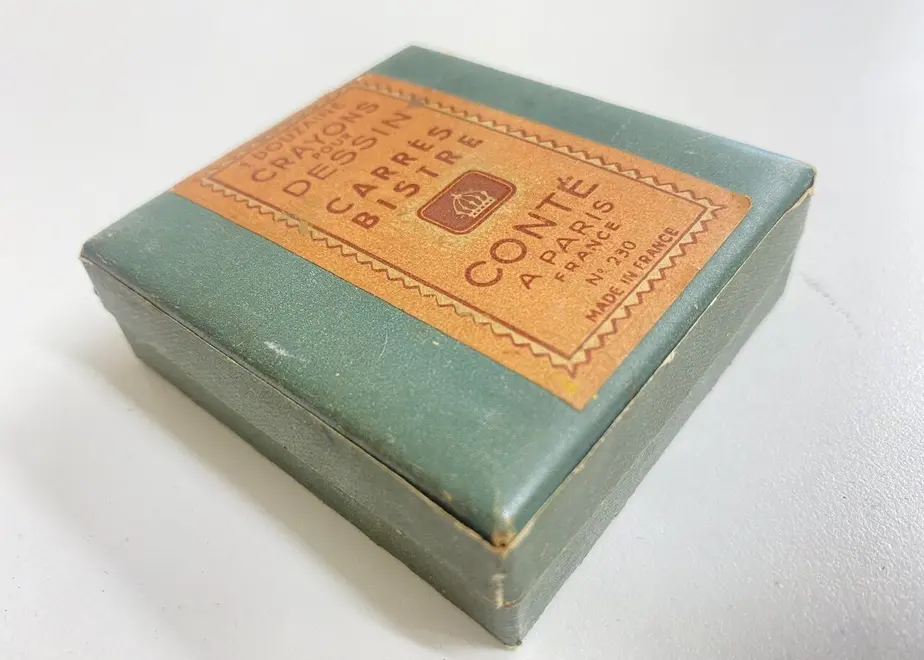 1 DOUZAINE
CRAYONS
POUR
DESSIN
CARRÉS
BISTRE
CONTÉ
A PARIS
FRANCE
Nº 230
MADE IN FRANCE